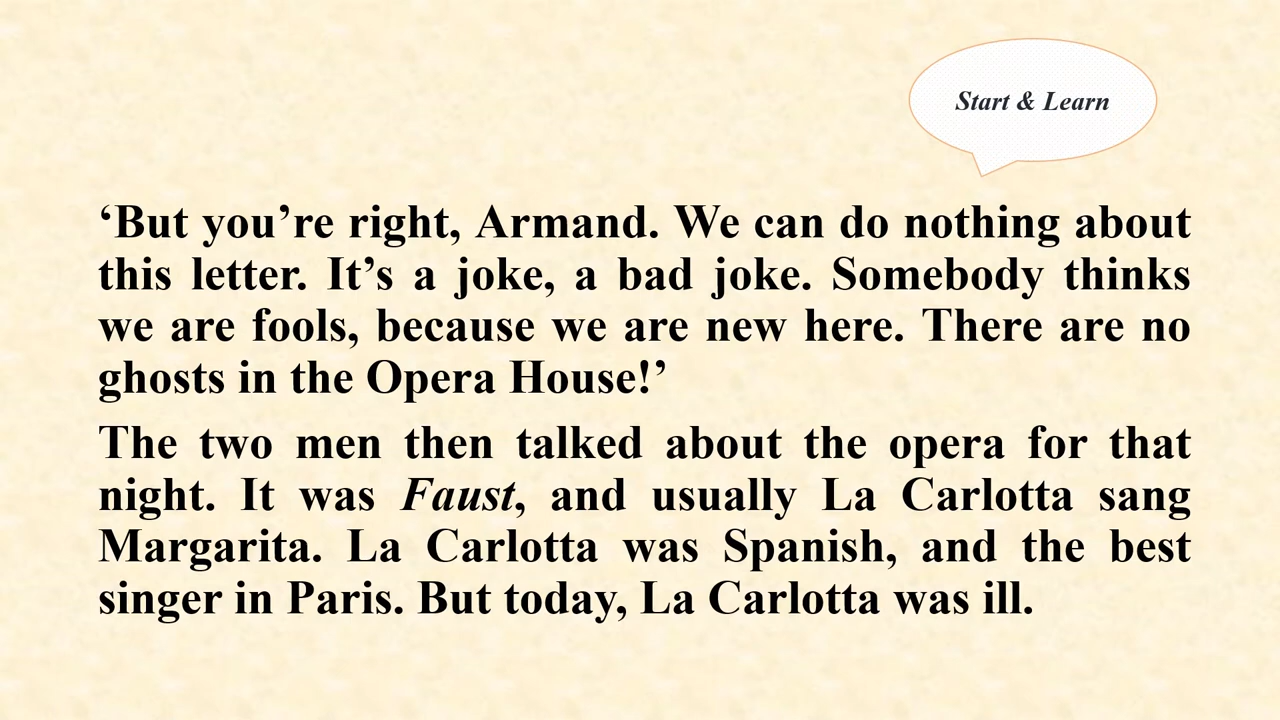 Start & Learn
‘But you’re right, Armand. We can do nothing about
this letter. It’s a joke, a bad joke. Somebody thinks
we are fools, because we are new here. There are no
ghosts in the Opera House!’
The two men then talked about the opera for that
night. It was Faust, and usually La Carlotta sang
Margarita. La Carlotta was Spanish, and the best
singer in Paris. But today, La Carlotta was ill.